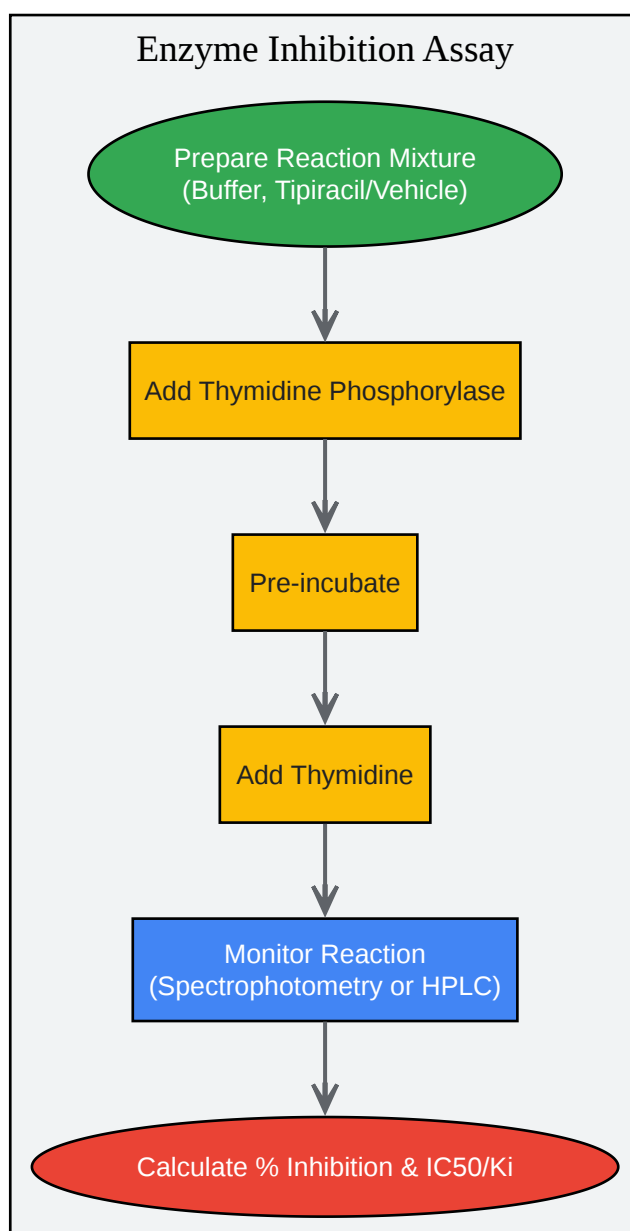 Enzyme Inhibition Assay
Prepare Reaction Mixture
(Buffer, Tipiracil/Vehicle)
Add Thymidine Phosphorylase
Pre-incubate
Add Thymidine
Monitor Reaction
(Spectrophotometry or HPLC)
Calculate % Inhibition & IC50/Ki